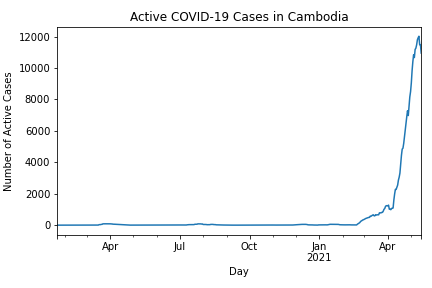 Active COVID-19 Cases in Cambodia
12000
10000
8000
6000
4000
2000
0
Number of Active Cases
Apr Jul Oct Jan Apr
2021
Day